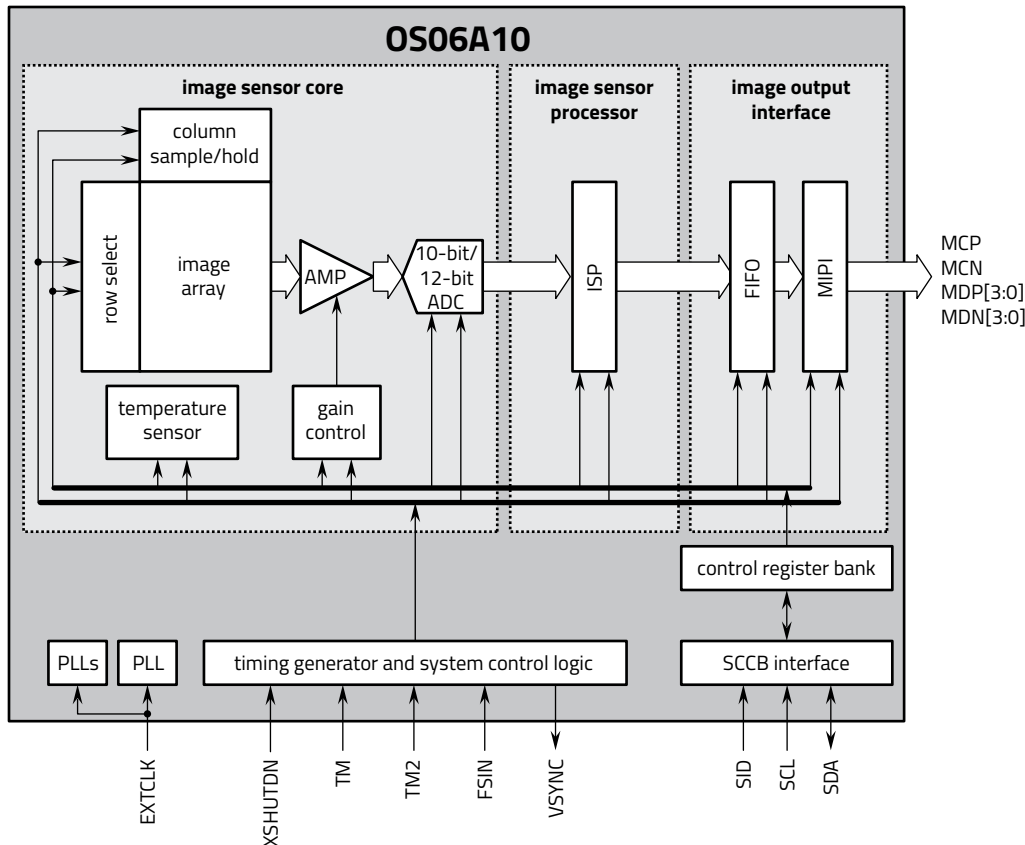 OS06A10
image sensor core
image sensor
processor
image output
interface
column
sample/hold
row select
image
array
AMP
10-bit/
12-bit
ADC
ISP
FIFO
MIPI
MCP
MCN
MDP[3:0]
MDN[3:0]
temperature
sensor
gain
control
control register bank
PLLs
PLL
timing generator and system control logic
SCCB interface
EXTCLK
XSHUTDN
TM
TM2
FSIN
VSYNC
SID
SCL
SDA